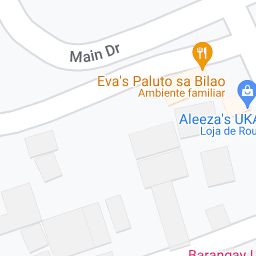 Main Dr
Eva's Paluto sa Bilao
Ambiente familiar
Aleeza's UKA
Loja de Rou
Barangay